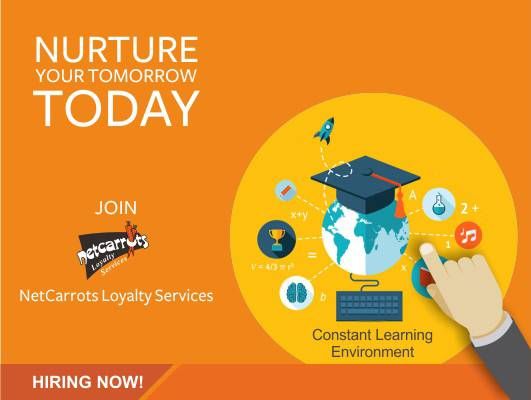 NURTURE
YOUR TOMORROW
TODAY
JOIN
netcarrots
Loyalty
Services
NetCarrots Loyalty Services
x+y
A
2 +
=
1
V = 4/3 π r³
x
b
Constant Learning
Environment
HIRING NOW!